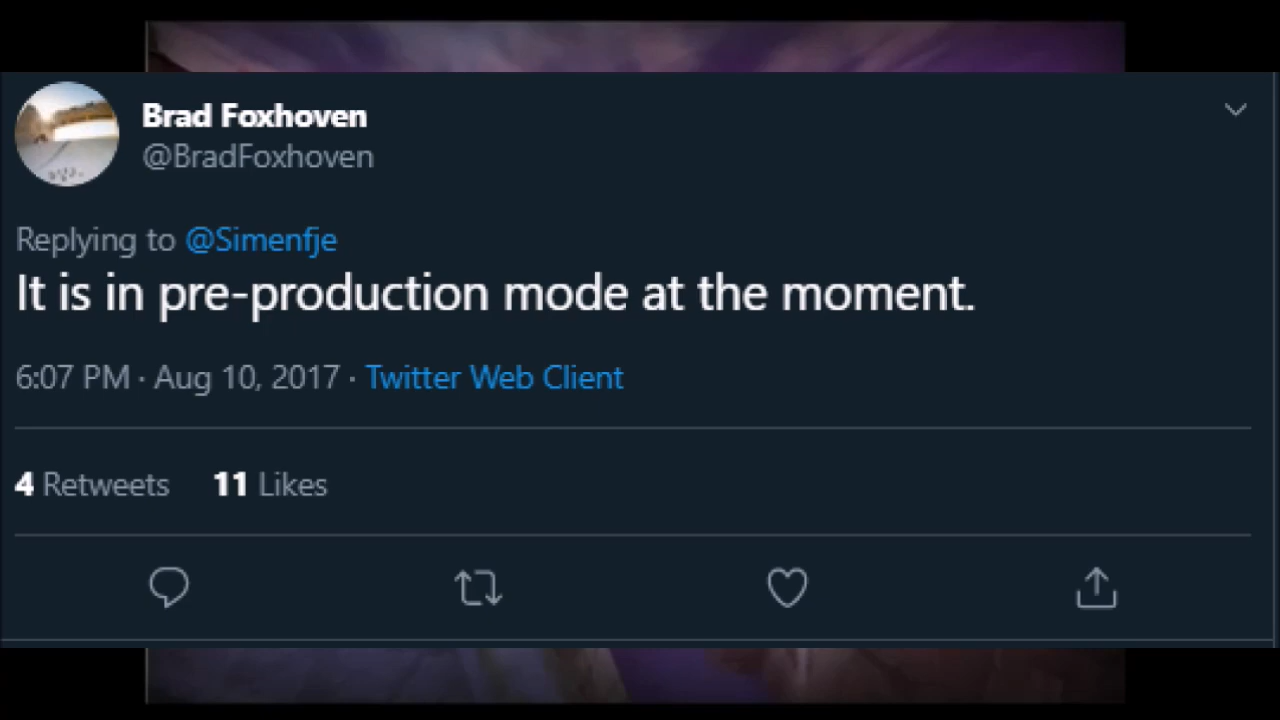 Brad Foxhoven
@BradFoxhoven
Replying to @Simenfje
It is in pre-production mode at the moment.
6:07 PM · Aug 10, 2017 · Twitter Web Client
4 Retweets 11 Likes